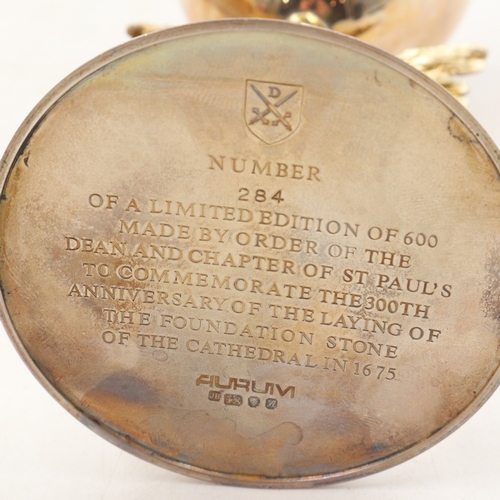 D
NUMBER
284
OF A LIMITED EDITION OF 600
MADE BY ORDER OF THE
DEAN AND CHAPTER OF ST PAUL'S
TO COMMEMORATE THE 300TH
ANNIVERSARY OF THE LAYING OF
THE FOUNDATION STONE
OF THE CATHEDRAL IN 1675
AURUM